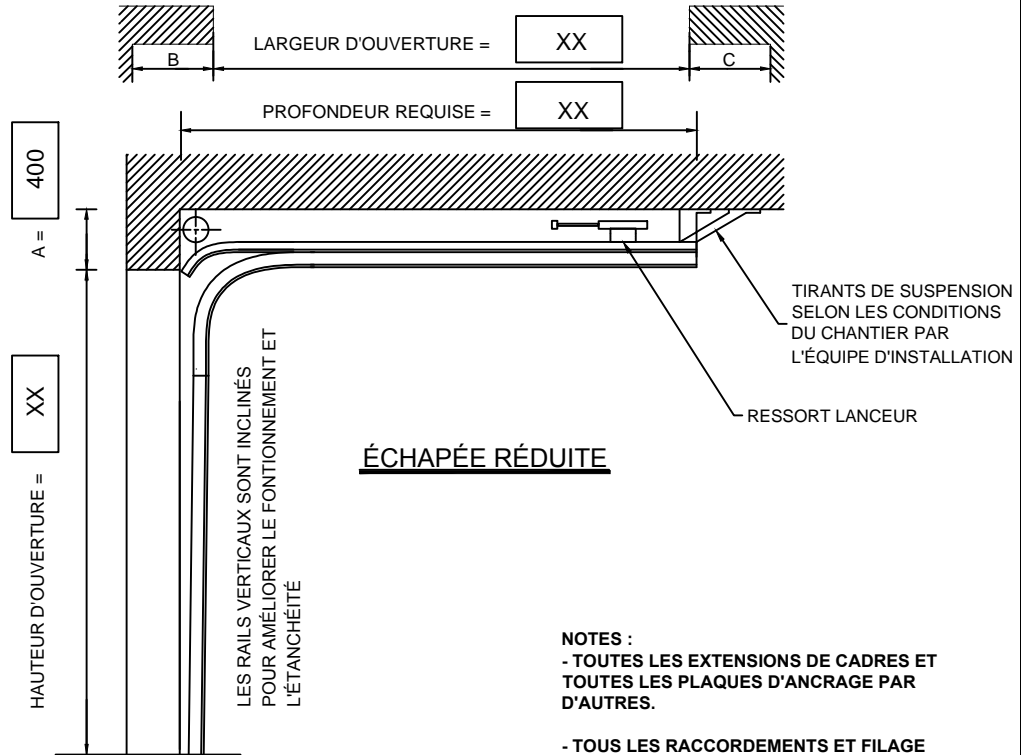 B
LARGEUR D'OUVERTURE =
XX
C
PROFONDEUR REQUISE =
XX
A =
400
HAUTEUR D'OUVERTURE =
XX
LES RAILS VERTICAUX SONT INCLINÉS
POUR AMÉLIORER LE FONTIONNEMENT ET
L'ÉTANCHÉITÉ
TIRANTS DE SUSPENSION
SELON LES CONDITIONS
DU CHANTIER PAR
L'ÉQUIPE D'INSTALLATION
RESSORT LANCEUR
ÉCHAPÉE RÉDUITE
NOTES :
- TOUTES LES EXTENSIONS DE CADRES ET
TOUTES LES PLAQUES D'ANCRAGE PAR
D'AUTRES.
- TOUS LES RACCORDEMENTS ET FILAGE